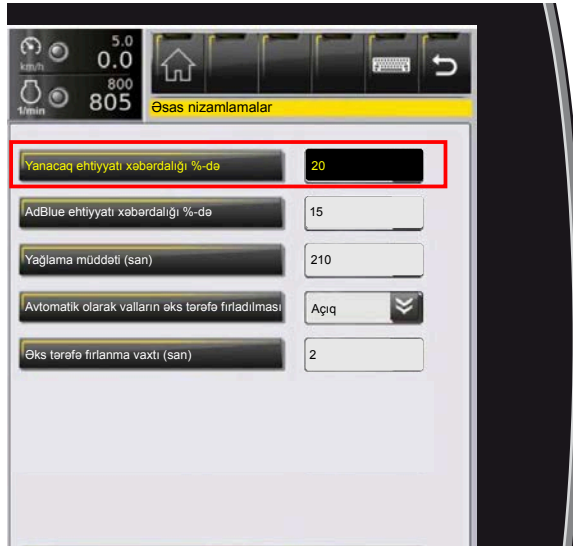 5.0
km/h 0.0
800
1/min 805
Əsas nizamlamalar
Yanacaq ehtiyyatı xəbərdalığı %-də 20
AdBlue ehtiyyatı xəbərdalığı %-də 15
Yağlama müddəti (san) 210
Avtomatik olaraq valların əks tərəfə fırladılması Açıq
Əks tərəfə fırlanma vaxtı (san) 2